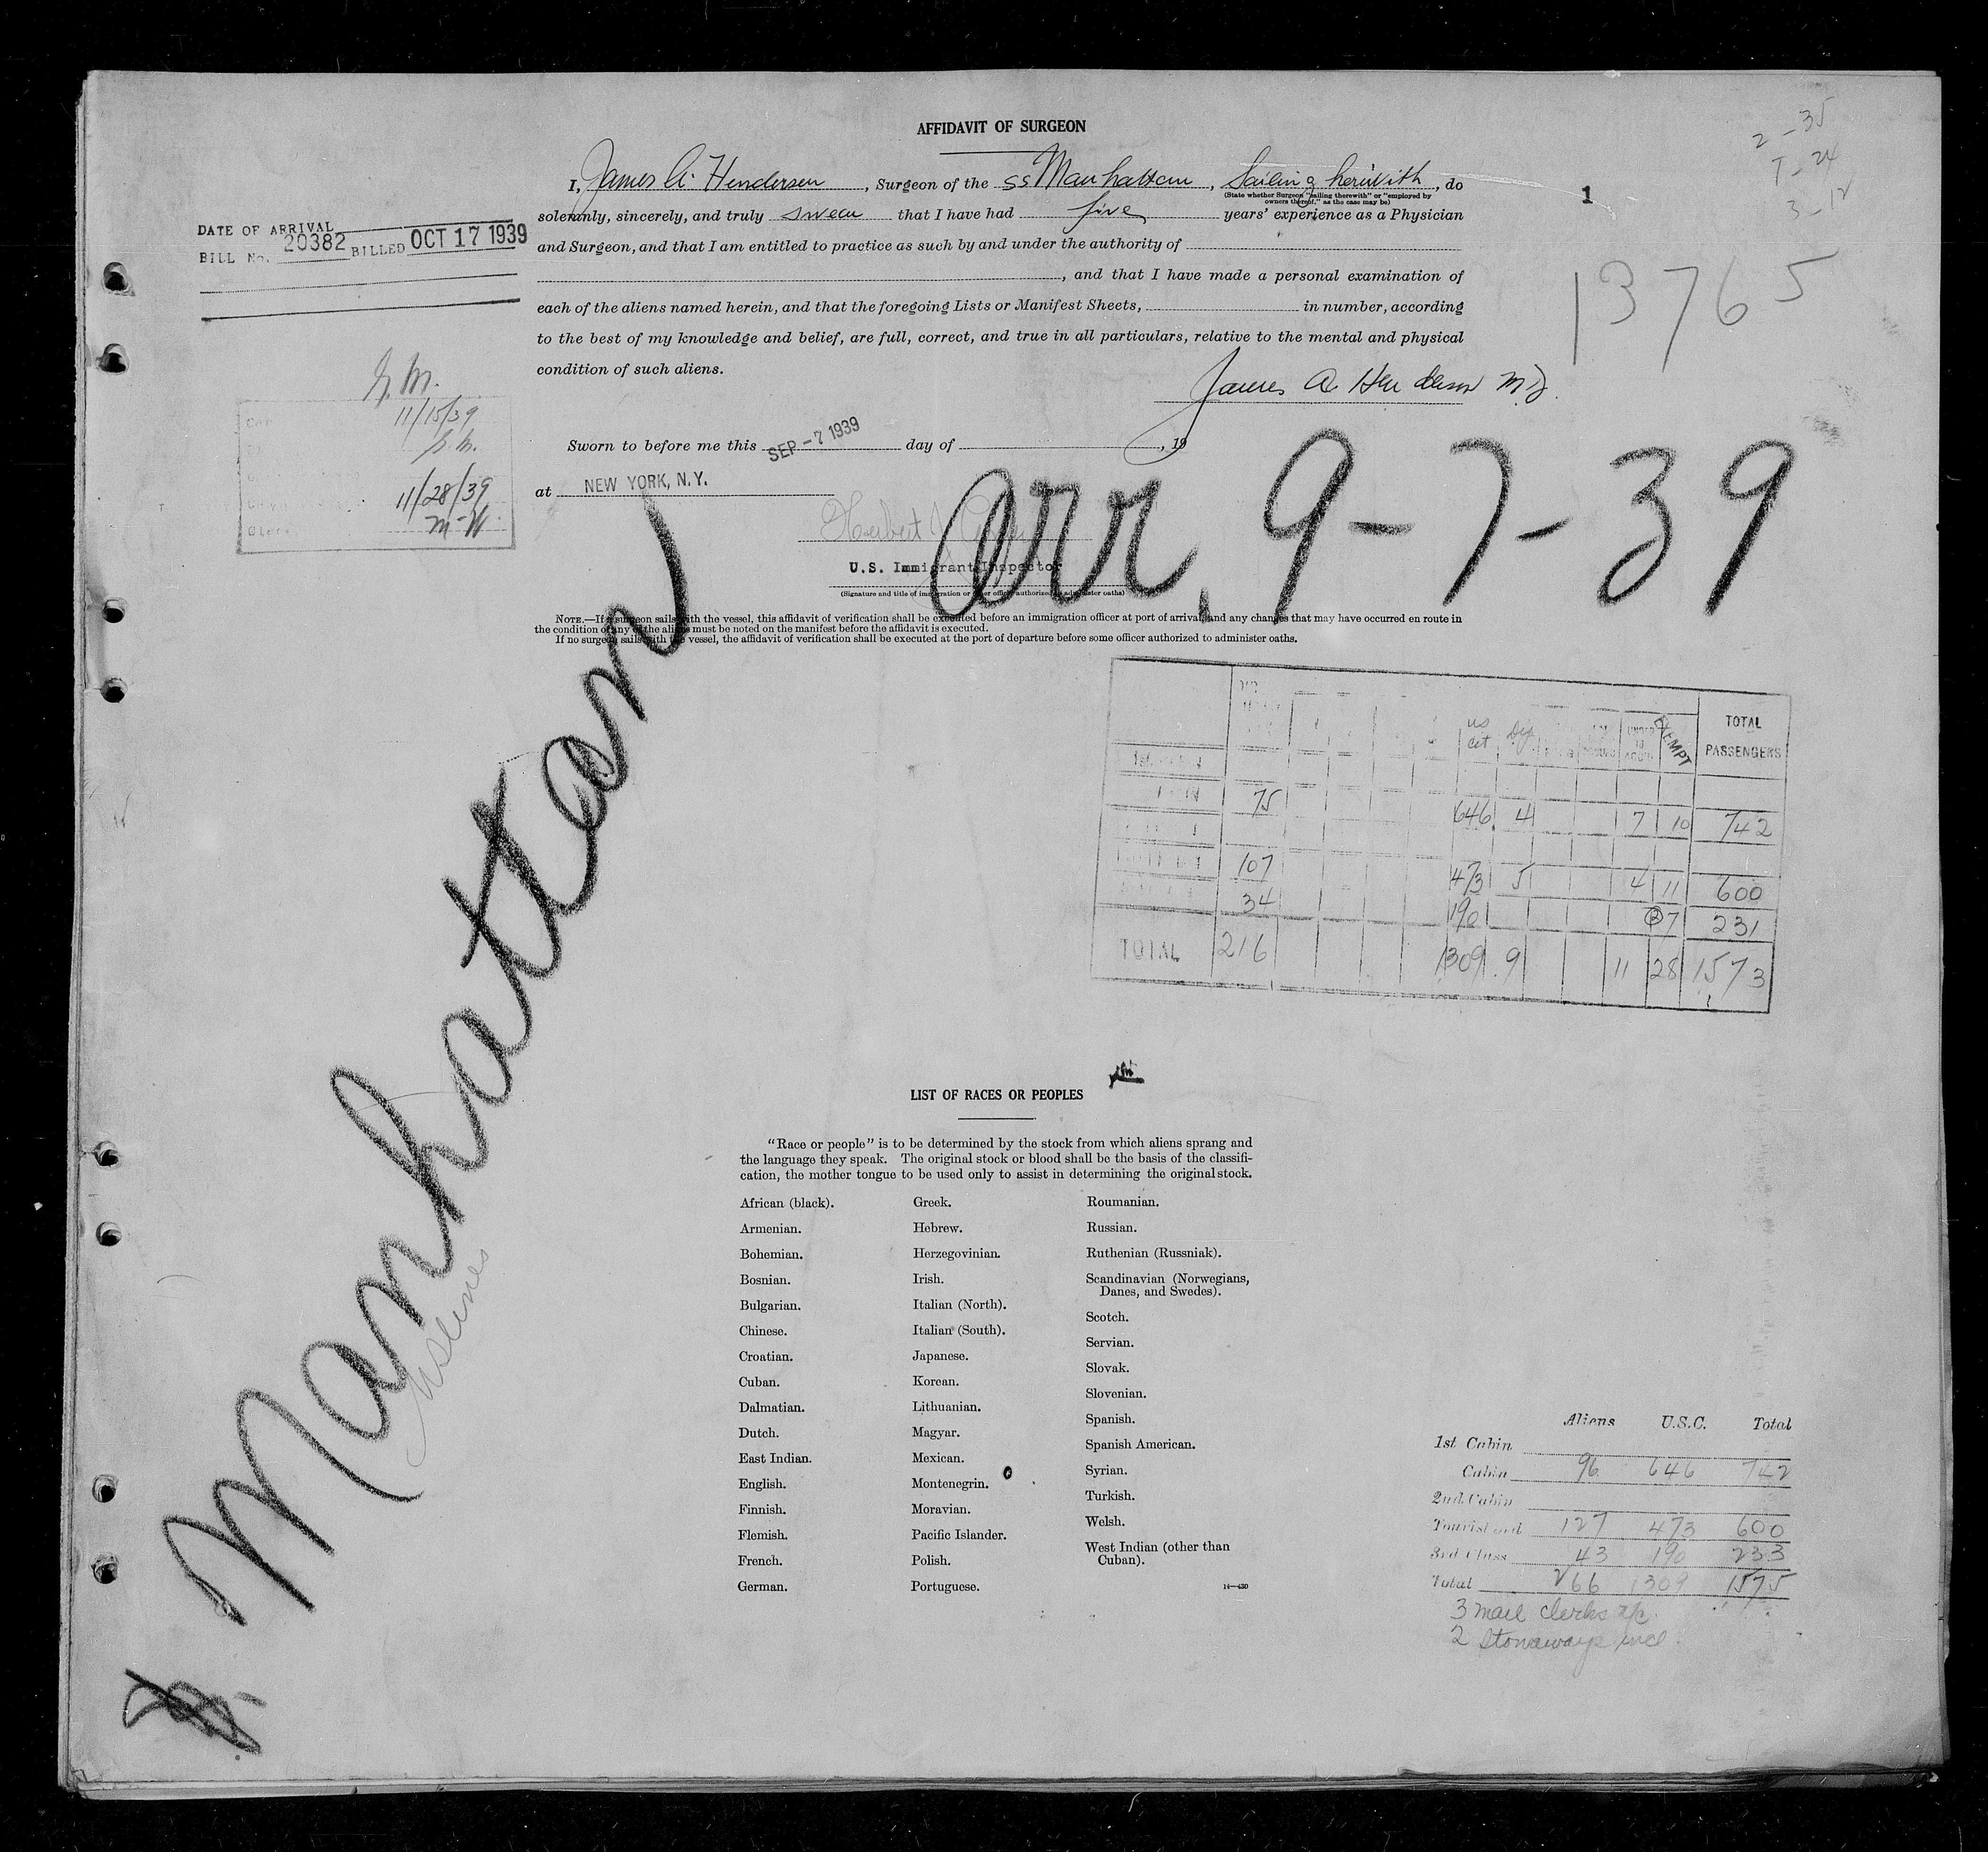 AFFIDAVIT OF SURGEON
I, James A. Henderson, Surgeon of the SS Manhattan, Sailing herewith, do
(State whether Surgeon "sailing therewith" or "employed by
owners thereof," as the case may be)
solemnly, sincerely, and truly swear that I have had five years' experience as a Physician
and Surgeon, and that I am entitled to practice as such by and under the authority of
, and that I have made a personal examination of
each of the aliens named herein, and that the foregoing Lists or Manifest Sheets, in number, according
to the best of my knowledge and belief, are full, correct, and true in all particulars, relative to the mental and physical
condition of such aliens.
James A Henderson M.D.
Sworn to before me this SEP -7 1939 day of , 19
at NEW YORK, N.Y.
Herbert
U.S. Immigrant Inspector
(Signature and title of immigration or other officer authorized to administer oaths)
NOTE.—If a surgeon sails with the vessel, this affidavit of verification shall be executed before an immigration officer at port of arrival, and any changes that may have occurred en route in
the condition of any of the aliens must be noted on the manifest before the affidavit is executed.
If no surgeon sails with the vessel, the affidavit of verification shall be executed at the port of departure before some officer authorized to administer oaths.
DATE OF ARRIVAL
BILL No. 20382 BILLED OCT 17 1939
11/15/39
11/28/39
1
2-35
T-24
3-12
13765
arr. 9-7-39
Manhattan
US Lines
US cit Dip UNDER 16 EXEMPT TOTAL PASSENGERS
1st
75 646 4 7 10 742
107 473 5 4 11 600
34 190 2 7 231
TOTAL 216 1309 9 11 28 1573
LIST OF RACES OR PEOPLES
"Race or people" is to be determined by the stock from which aliens sprang and
the language they speak. The original stock or blood shall be the basis of the classifi-
cation, the mother tongue to be used only to assist in determining the original stock.
African (black).
Armenian.
Bohemian.
Bosnian.
Bulgarian.
Chinese.
Croatian.
Cuban.
Dalmatian.
Dutch.
East Indian.
English.
Finnish.
Flemish.
French.
German.
Greek.
Hebrew.
Herzegovinian.
Irish.
Italian (North).
Italian (South).
Japanese.
Korean.
Lithuanian.
Magyar.
Mexican.
Montenegrin.
Moravian.
Pacific Islander.
Polish.
Portuguese.
Roumanian.
Russian.
Ruthenian (Russniak).
Scandinavian (Norwegians,
Danes, and Swedes).
Scotch.
Servian.
Slovak.
Slovenian.
Spanish.
Spanish American.
Syrian.
Turkish.
Welsh.
West Indian (other than
Cuban).
14—430
Aliens U.S.C. Total
1st Cabin
Cabin 96 646 742
2nd Cabin
Tourist 127 473 600
3rd Class 43 190 233
Total 266 1309 1575
3 mail clerks
2 Stowaways incl